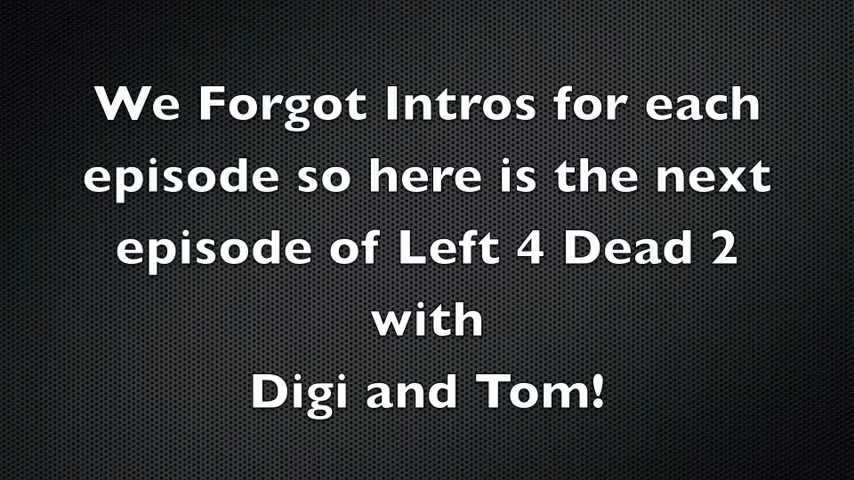 We Forgot Intros for each
episode so here is the next
episode of Left 4 Dead 2
with
Digi and Tom!